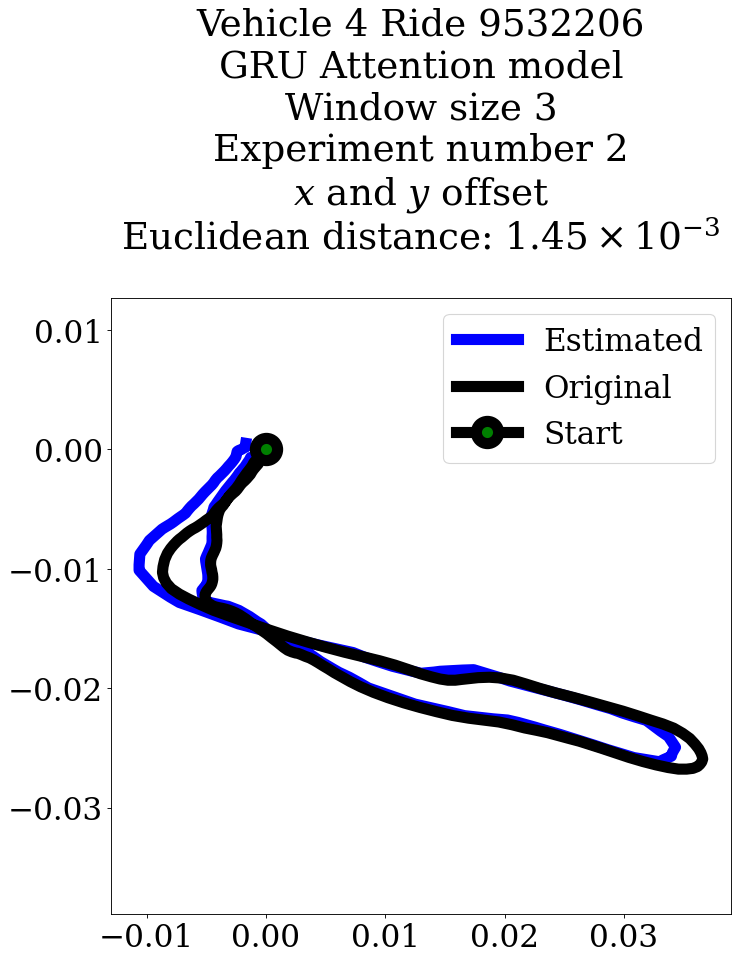 Vehicle 4 Ride 9532206
GRU Attention model
Window size 3
Experiment number 2
x and y offset
Euclidean distance: 1.45 × 10⁻³
Estimated
Original
Start
0.01
0.00
−0.01
−0.02
−0.03
−0.01 0.00 0.01 0.02 0.03